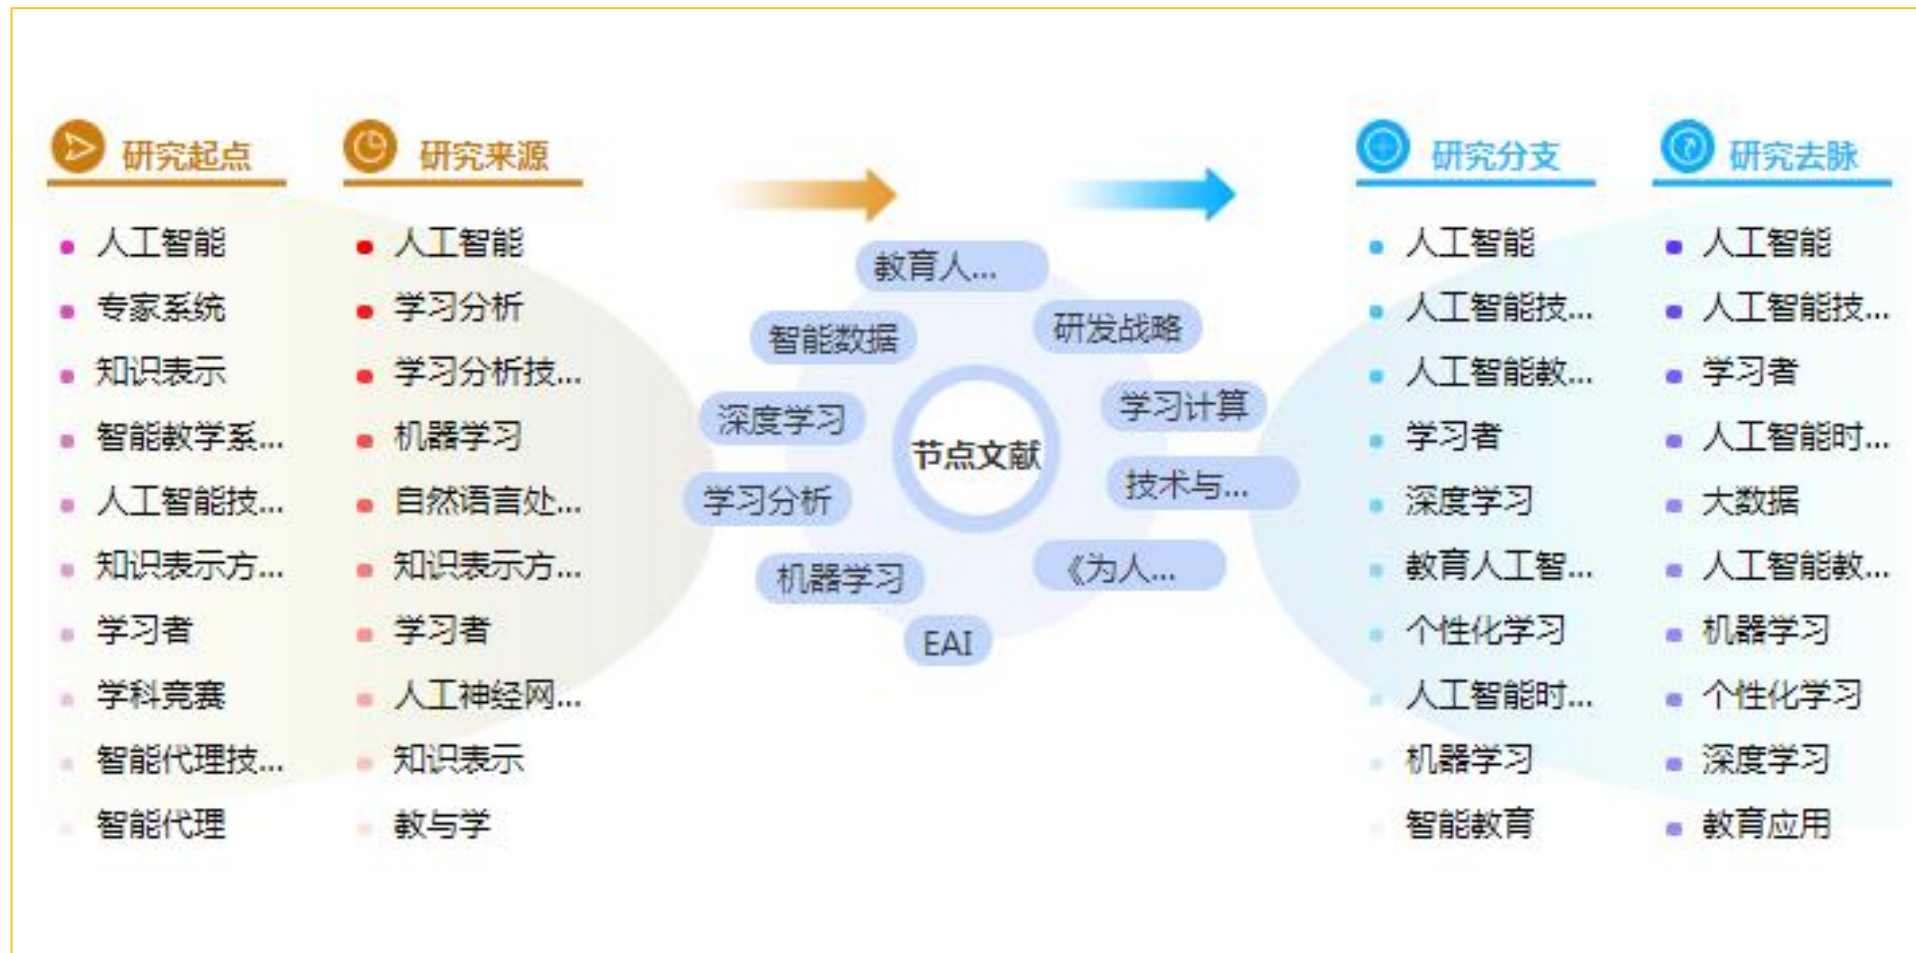 研究起点
人工智能
专家系统
知识表示
智能教学系...
人工智能技...
知识表示方...
学习者
学科竞赛
智能代理技...
智能代理
研究来源
人工智能
学习分析
学习分析技...
机器学习
自然语言处...
知识表示方...
学习者
人工神经网...
知识表示
教与学
教育人...
智能数据
研发战略
深度学习
学习计算
节点文献
学习分析
技术与...
机器学习
《为人...
EAI
研究分支
人工智能
人工智能技...
人工智能教...
学习者
深度学习
教育人工智...
个性化学习
人工智能时...
机器学习
智能教育
研究去脉
人工智能
人工智能技...
学习者
人工智能时...
大数据
人工智能教...
机器学习
个性化学习
深度学习
教育应用